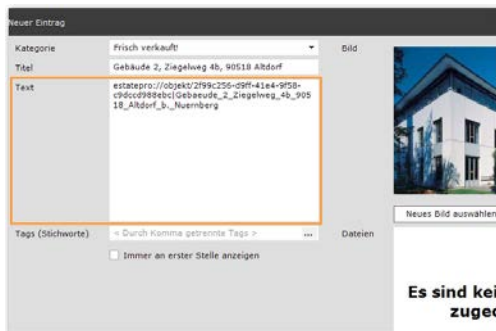 Neuer Eintrag
Kategorie
Frisch verkauft!
Bild
Titel
Gebäude 2, Ziegelweg 4b, 90518 Altdorf
Text
estatepro://objekt/2f99c256-d9ff-41e4-9f58-
c9dccd988ebc|Gebaeude_2_Ziegelweg_4b_905
18_Altdorf_b._Nuernberg
Neues Bild auswählen
Tags (Stichworte)
< Durch Komma getrennte Tags >
...
Dateien
Immer an erster Stelle anzeigen
Es sind kei
zuged